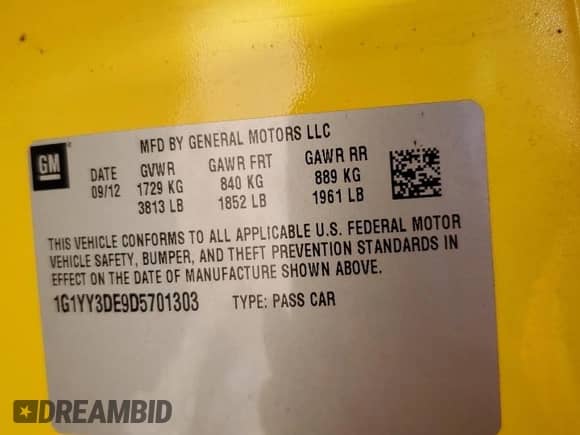 MFD BY GENERAL MOTORS LLC
GM
DATE GVWR GAWR FRT GAWR RR
09/12 1729 KG 840 KG 889 KG
3813 LB 1852 LB 1961 LB
THIS VEHICLE CONFORMS TO ALL APPLICABLE U.S. FEDERAL MOTOR
VEHICLE SAFETY, BUMPER, AND THEFT PREVENTION STANDARDS IN
EFFECT ON THE DATE OF MANUFACTURE SHOWN ABOVE.
1G1YY3DE9D5701303 TYPE: PASS CAR
DREAMBID